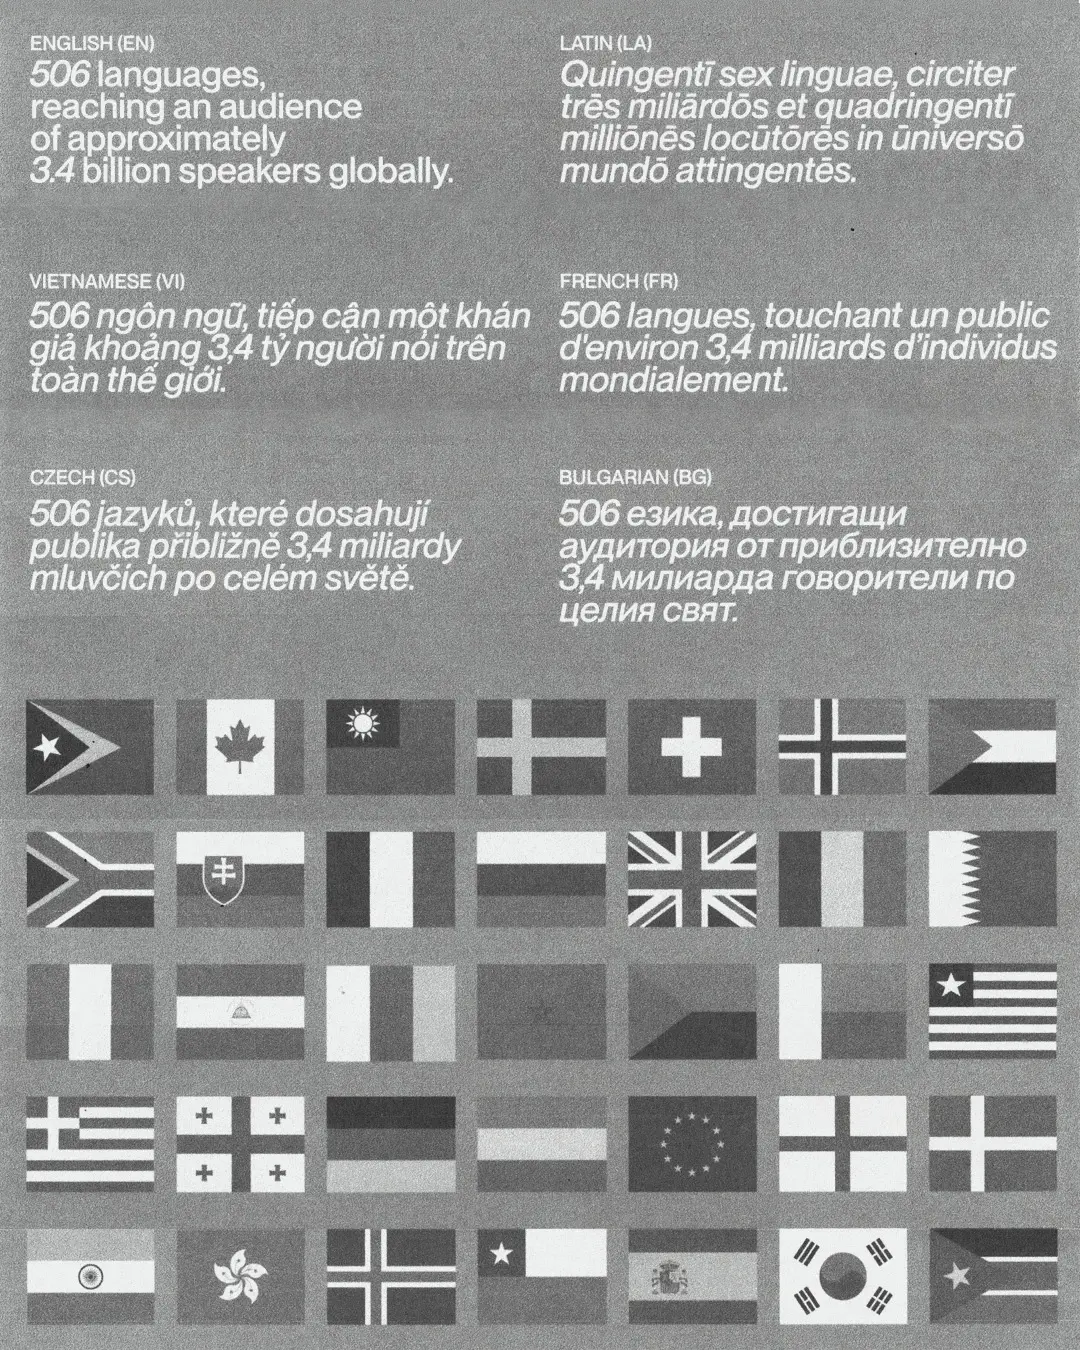 ENGLISH (EN)
506 languages,
reaching an audience
of approximately
3.4 billion speakers globally.
LATIN (LA)
Quingentī sex linguae, circiter
trēs miliārdōs et quadringentī
milliōnēs locūtōrēs in ūniversō
mundō attingentēs.
VIETNAMESE (VI)
506 ngôn ngữ, tiếp cận một khán
giả khoảng 3,4 tỷ người nói trên
toàn thế giới.
FRENCH (FR)
506 langues, touchant un public
d'environ 3,4 milliards d’individus
mondialement.
CZECH (CS)
506 jazyků, které dosahují
publika přibližně 3,4 miliardy
mluvčích po celém světě.
BULGARIAN (BG)
506 езика, достигащи
аудитория от приблизително
3,4 милиарда говорители по
целия свят.